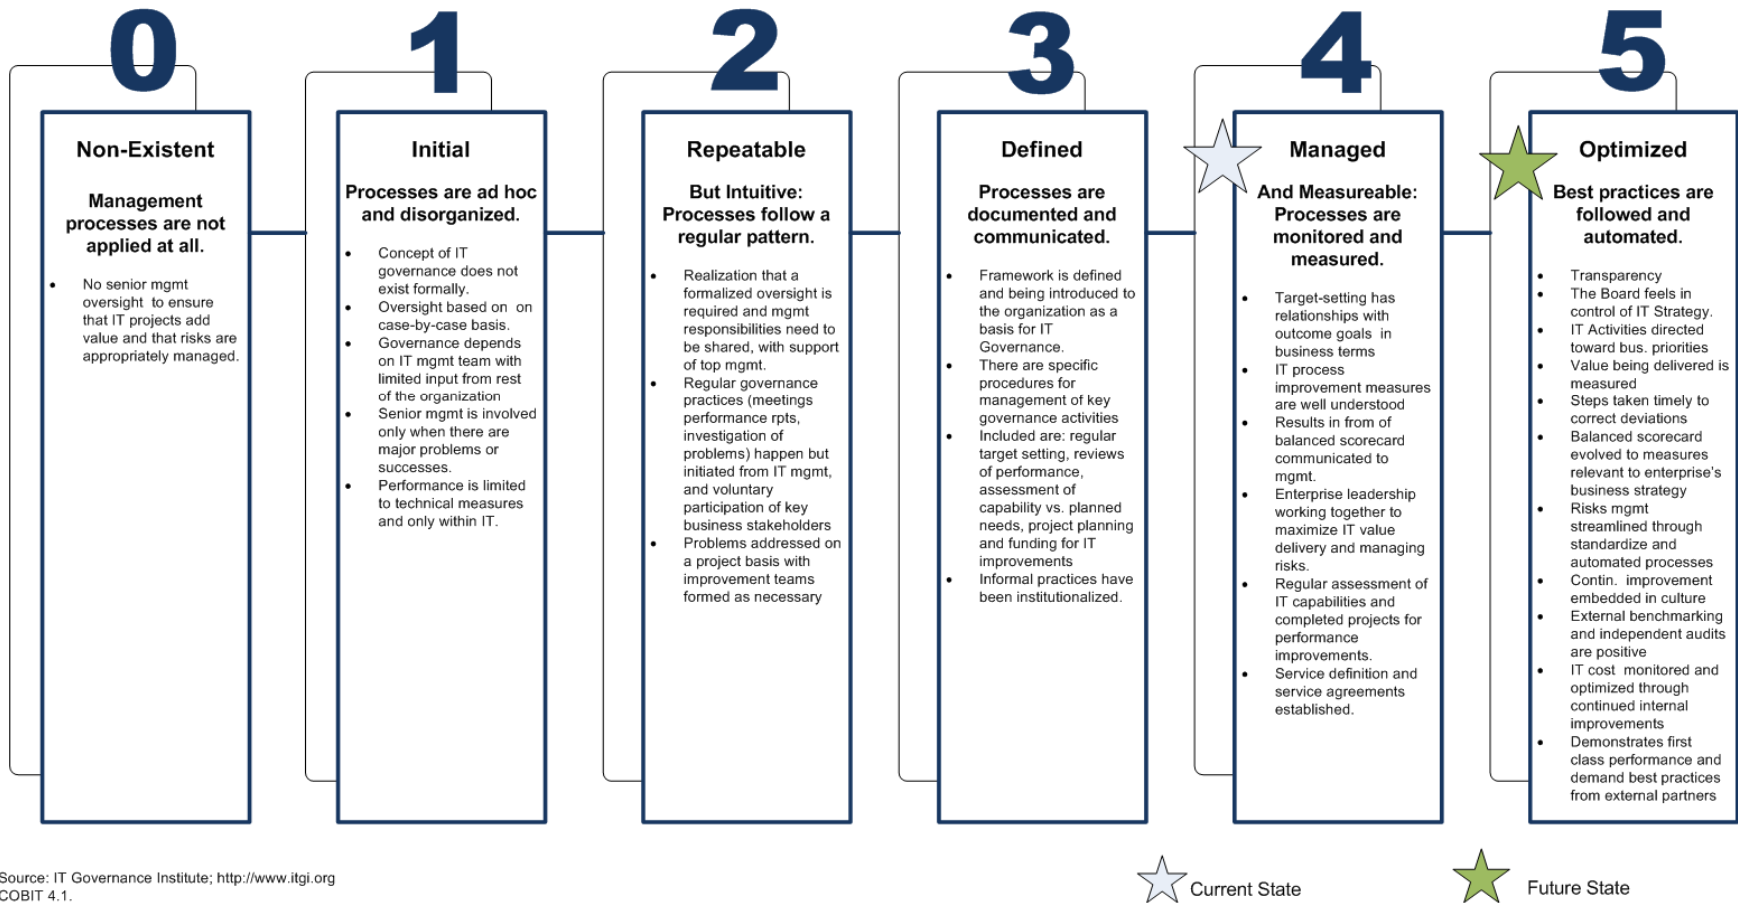 0
Non-Existent
Management
processes are not
applied at all.
• No senior mgmt
oversight to ensure
that IT projects add
value and that risks are
appropriately managed.
1
Initial
Processes are ad hoc
and disorganized.
• Concept of IT
governance does not
exist formally.
• Oversight based on on
case-by-case basis.
• Governance depends
on IT mgmt team with
limited input from rest
of the organization
• Senior mgmt is involved
only when there are
major problems or
successes.
• Performance is limited
to technical measures
and only within IT.
2
Repeatable
But Intuitive:
Processes follow a
regular pattern.
• Realization that a
formalized oversight is
required and mgmt
responsibilities need to
be shared, with support
of top mgmt.
• Regular governance
practices (meetings
performance rpts,
investigation of
problems) happen but
initiated from IT mgmt,
and voluntary
participation of key
business stakeholders
• Problems addressed on
a project basis with
improvement teams
formed as necessary
3
Defined
Processes are
documented and
communicated.
• Framework is defined
and being introduced to
the organization as a
basis for IT
Governance.
• There are specific
procedures for
management of key
governance activities
• Included are: regular
target setting, reviews
of performance,
assessment of
capability vs. planned
needs, project planning
and funding for IT
improvements
• Informal practices have
been institutionalized.
4
Managed
And Measureable:
Processes are
monitored and
measured.
• Target-setting has
relationships with
outcome goals in
business terms
• IT process
improvement measures
are well understood
• Results in from of
balanced scorecard
communicated to
mgmt.
• Enterprise leadership
working together to
maximize IT value
delivery and managing
risks.
• Regular assessment of
IT capabilities and
completed projects for
performance
improvements.
• Service definition and
service agreements
established.
5
Optimized
Best practices are
followed and
automated.
• Transparency
• The Board feels in
control of IT Strategy.
• IT Activities directed
toward bus. priorities
• Value being delivered is
measured
• Steps taken timely to
correct deviations
• Balanced scorecard
evolved to measures
relevant to enterprise's
business strategy
• Risks mgmt
streamlined through
standardize and
automated processes
• Contin. improvement
embedded in culture
• External benchmarking
and independent audits
are positive
• IT cost monitored and
optimized through
continued internal
improvements
• Demonstrates first
class performance and
demand best practices
from external partners
Source: IT Governance Institute; http://www.itgi.org
COBIT 4.1.
Current State
Future State